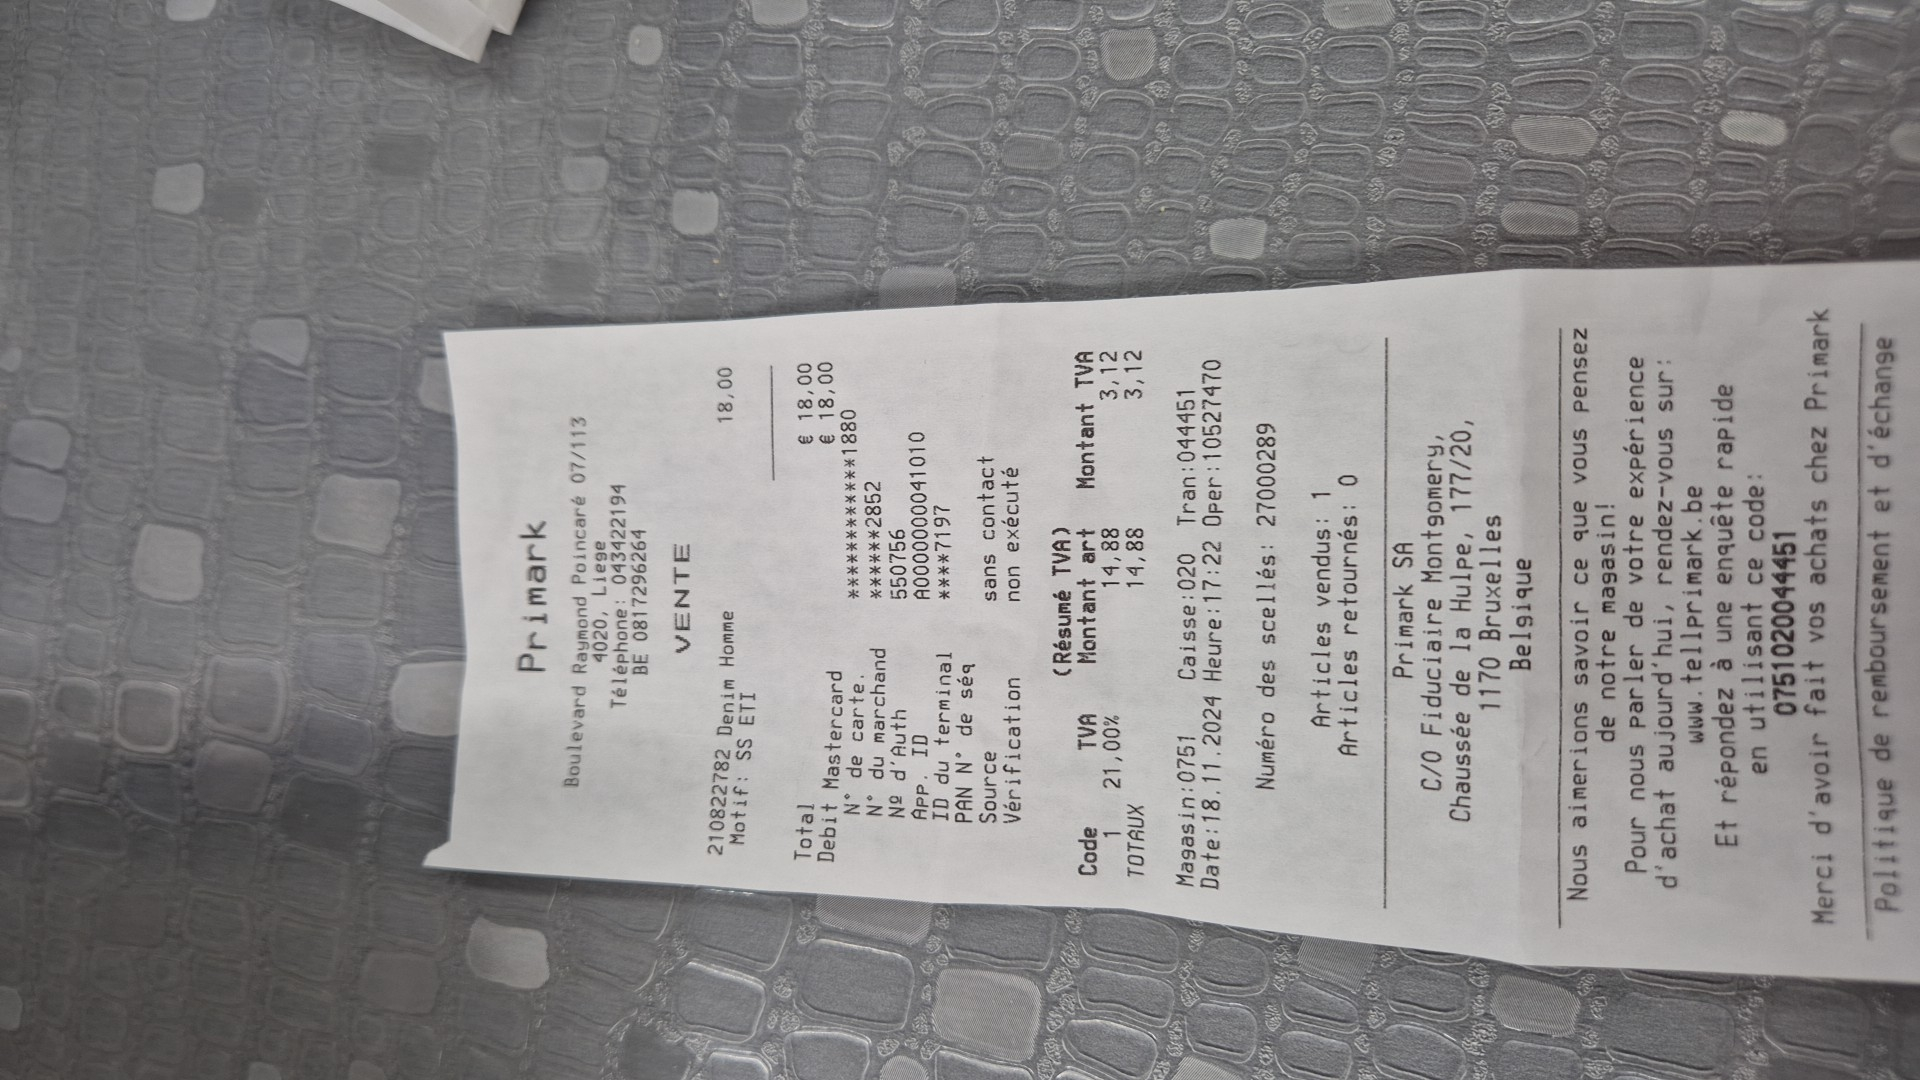 Primark
Boulevard Raymond Poincaré 07/113
4020, Liege
Téléphone: 043422194
BE 0817296264
VENTE
2108222782 Denim Homme 18,00
Motif: SS ETI
Total € 18,00
Debit Mastercard € 18,00
N° de carte. ************1880
N° du marchand ******2852
Nº d'Auth 550756
App. ID A0000000041010
ID du terminal ****7197
PAN N° de séq
Source sans contact
Vérification non exécuté
(Résumé TVA)
Code TVA Montant art Montant TVA
1 21,00% 14,88 3,12
TOTAUX 14,88 3,12
Magasin:0751 Caisse:020 Tran:044451
Date:18.11.2024 Heure:17:22 Oper:10527470
Numéro des scellés: 27000289
Articles vendus: 1
Articles retournés: 0
Primark SA
C/O Fiduciaire Montgomery,
Chaussée de la Hulpe, 177/20,
1170 Bruxelles
Belgique
Nous aimerions savoir ce que vous pensez
de notre magasin!
Pour nous parler de votre expérience
d'achat aujourd'hui, rendez-vous sur:
www.tellprimark.be
Et répondez à une enquête rapide
en utilisant ce code:
0751020044451
Merci d'avoir fait vos achats chez Primark
Politique de remboursement et d'échange